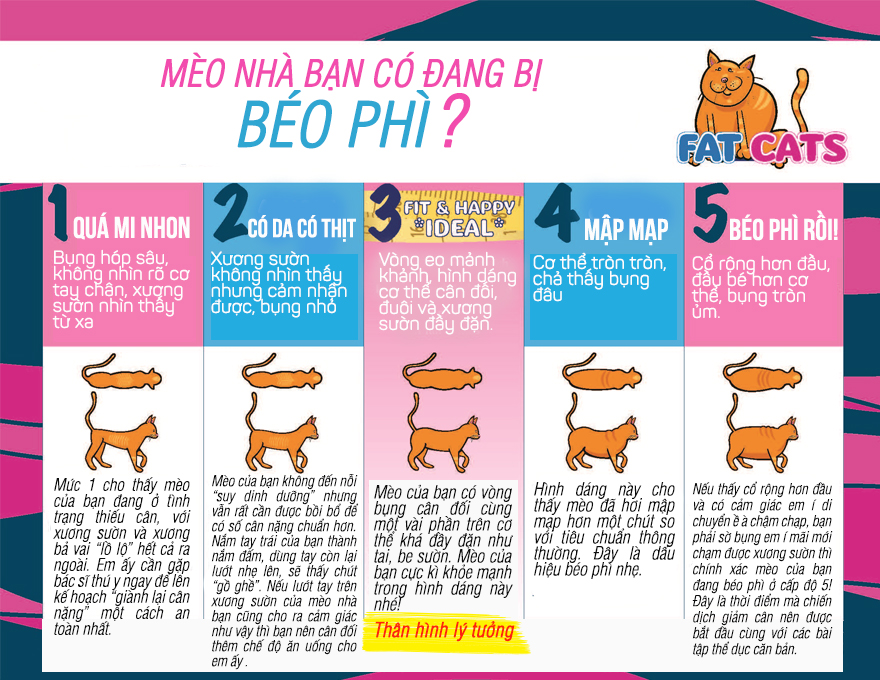 MÈO NHÀ BẠN CÓ ĐANG BỊ
BÉO PHÌ ?
FAT CATS
1 QUÁ MI NHON
Bụng hóp sâu,
không nhìn rõ cơ
tay chân, xương
sườn nhìn thấy
từ xa
Mức 1 cho thấy mèo
của bạn đang ở tình
trạng thiếu cân, với
xương sườn và xương
bả vai "lồ lộ" hết cả ra
ngoài. Em ấy cần gặp
bác sĩ thú y ngay để lên
kế hoạch "giành lại cân
nặng" một cách an
toàn nhất.
2 CÓ DA CÓ THỊT
Xương sườn
không nhìn thấy
nhưng cảm nhận
được, bụng nhỏ
Mèo của bạn không đến nỗi
"suy dinh dưỡng" nhưng
vẫn rất cần được bồi bổ để
có số cân nặng chuẩn hơn.
Nắm tay trái của bạn thành
nắm đấm, dùng tay còn lại
lướt nhẹ lên, sẽ thấy chút
"gồ ghề". Nếu lướt tay trên
xương sườn của mèo nhà
bạn cũng cho ra cảm giác
như vậy thì bạn nên cân đối
thêm chế độ ăn uống cho
em ấy .
3 FIT & HAPPY
*IDEAL*
Vòng eo mảnh
khảnh, hình dáng
cơ thể cân đối,
đuôi và xương
sườn đầy đặn.
Mèo của bạn có vòng
bụng cân đối cùng
một vài phần trên cơ
thể khá đầy đặn như
tai, be sườn. Mèo của
bạn cực kì khỏe mạnh
trong hình dáng này
nhé!
Thân hình lý tưởng
4 MẬP MẠP
Cơ thể tròn tròn,
chả thấy bụng
đâu
Hình dáng này cho
thấy mèo đã hơi mập
mạp hơn một chút so
với tiêu chuẩn thông
thường. Đây là dấu
hiệu béo phì nhẹ.
5 BÉO PHÌ RỒI!
Cổ rộng hơn đầu,
đầu bé hơn cơ
thể, bụng tròn
ủm.
Nếu thấy cổ rộng hơn đầu
và có cảm giác em í di
chuyển ề à chậm chạp, bạn
phải sờ bụng em í mãi mới
chạm được xương sườn thì
chính xác mèo của bạn
đang béo phì ở cấp độ 5!
Đây là thời điểm mà chiến
dịch giảm cân nên được
bắt đầu cùng với các bài
tập thể dục căn bản.